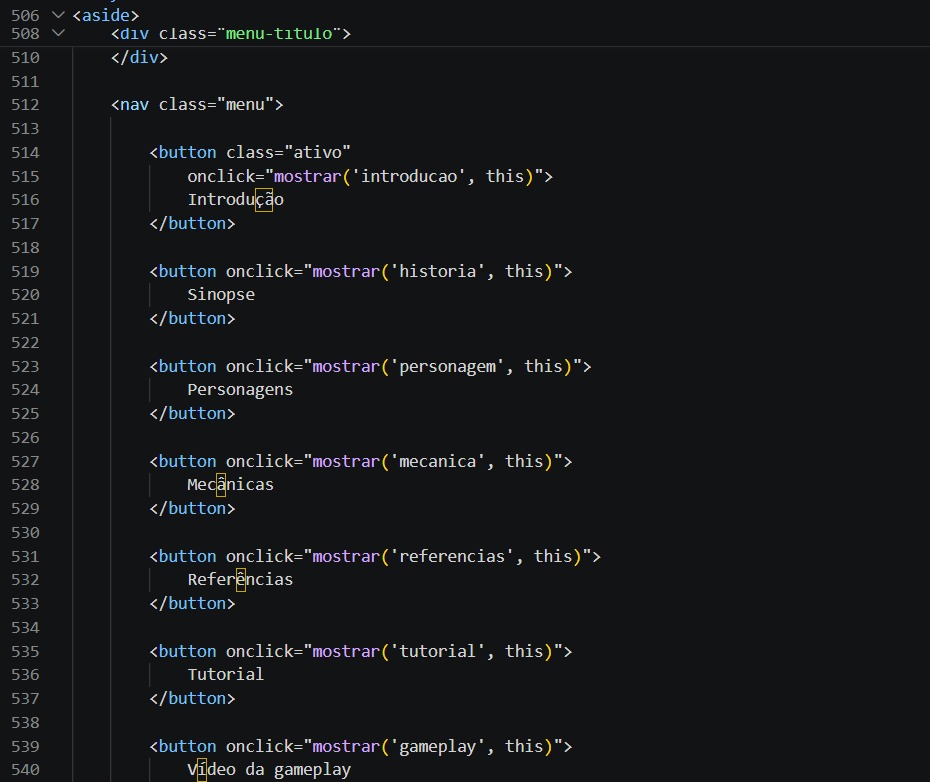 506 <aside>
508 <div class="menu-titulo">
510 </div>
511
512 <nav class="menu">
513
514 <button class="ativo"
515 onclick="mostrar('introducao', this)">
516 Introdução
517 </button>
518
519 <button onclick="mostrar('historia', this)">
520 Sinopse
521 </button>
522
523 <button onclick="mostrar('personagem', this)">
524 Personagens
525 </button>
526
527 <button onclick="mostrar('mecanica', this)">
528 Mecânicas
529 </button>
530
531 <button onclick="mostrar('referencias', this)">
532 Referências
533 </button>
534
535 <button onclick="mostrar('tutorial', this)">
536 Tutorial
537 </button>
538
539 <button onclick="mostrar('gameplay', this)">
540 Vídeo da gameplay